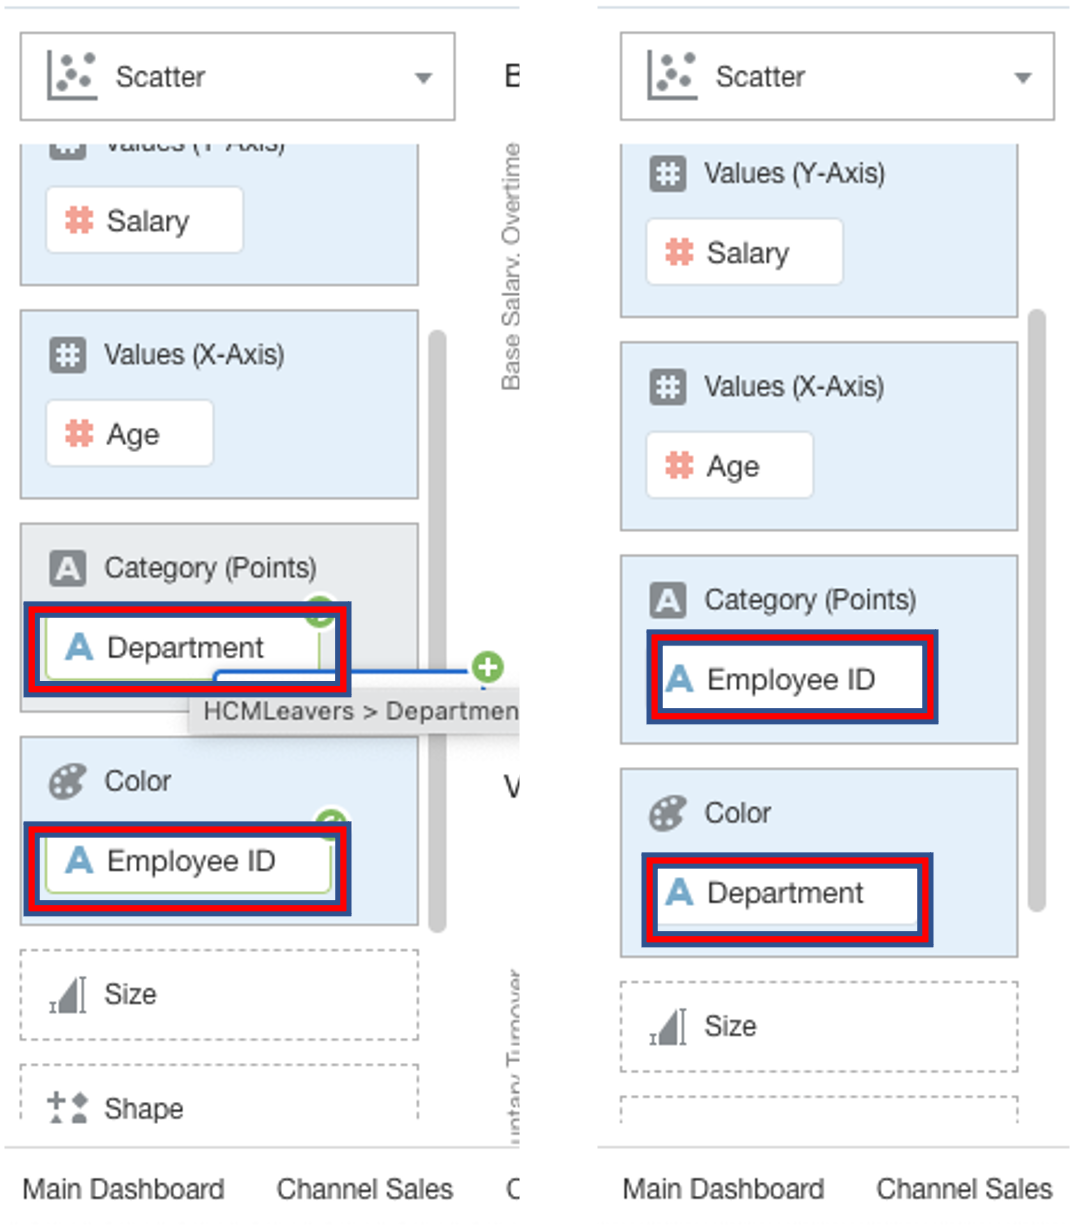 Scatter
B
Values (Y-Axis)
Salary
Base Salary, Overtime
Values (X-Axis)
Age
Category (Points)
A Department
HCMLeavers > Departmen
Color
V
A Employee ID
Size
untary Turnover
Shape
Main Dashboard Channel Sales C
Scatter
Values (Y-Axis)
Salary
Values (X-Axis)
Age
Category (Points)
A Employee ID
Color
A Department
Size
Main Dashboard Channel Sales